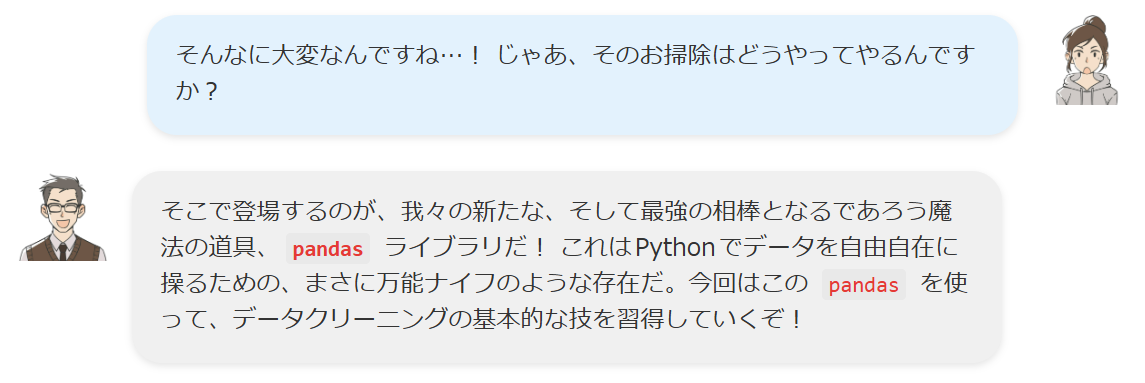 そんなに大変なんですね…！ じゃあ、そのお掃除はどうやってやるんです
か？
そこで登場するのが、我々の新たな、そして最強の相棒となるであろう魔
法の道具、 pandas ライブラリだ！ これはPythonでデータを自由自在に
操るための、まさに万能ナイフのような存在だ。今回はこの pandas を使
って、データクリーニングの基本的な技を習得していくぞ！